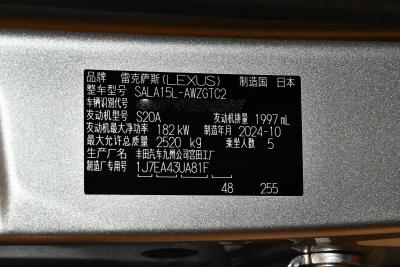 品牌 雷克萨斯(LEXUS) 制造国 日本
整车型号 SALA15L-AWZGTC2
车辆识别代号
发动机型号 S20A 发动机排量 1997 mL
发动机最大净功率 182 kW 制造年月 2024-10
最大允许总质量 2520 kg 乘坐人数 5
生产厂名 丰田汽车九州公司宫田工厂
制造厂专用号 1J7EA43UA81F
48 255